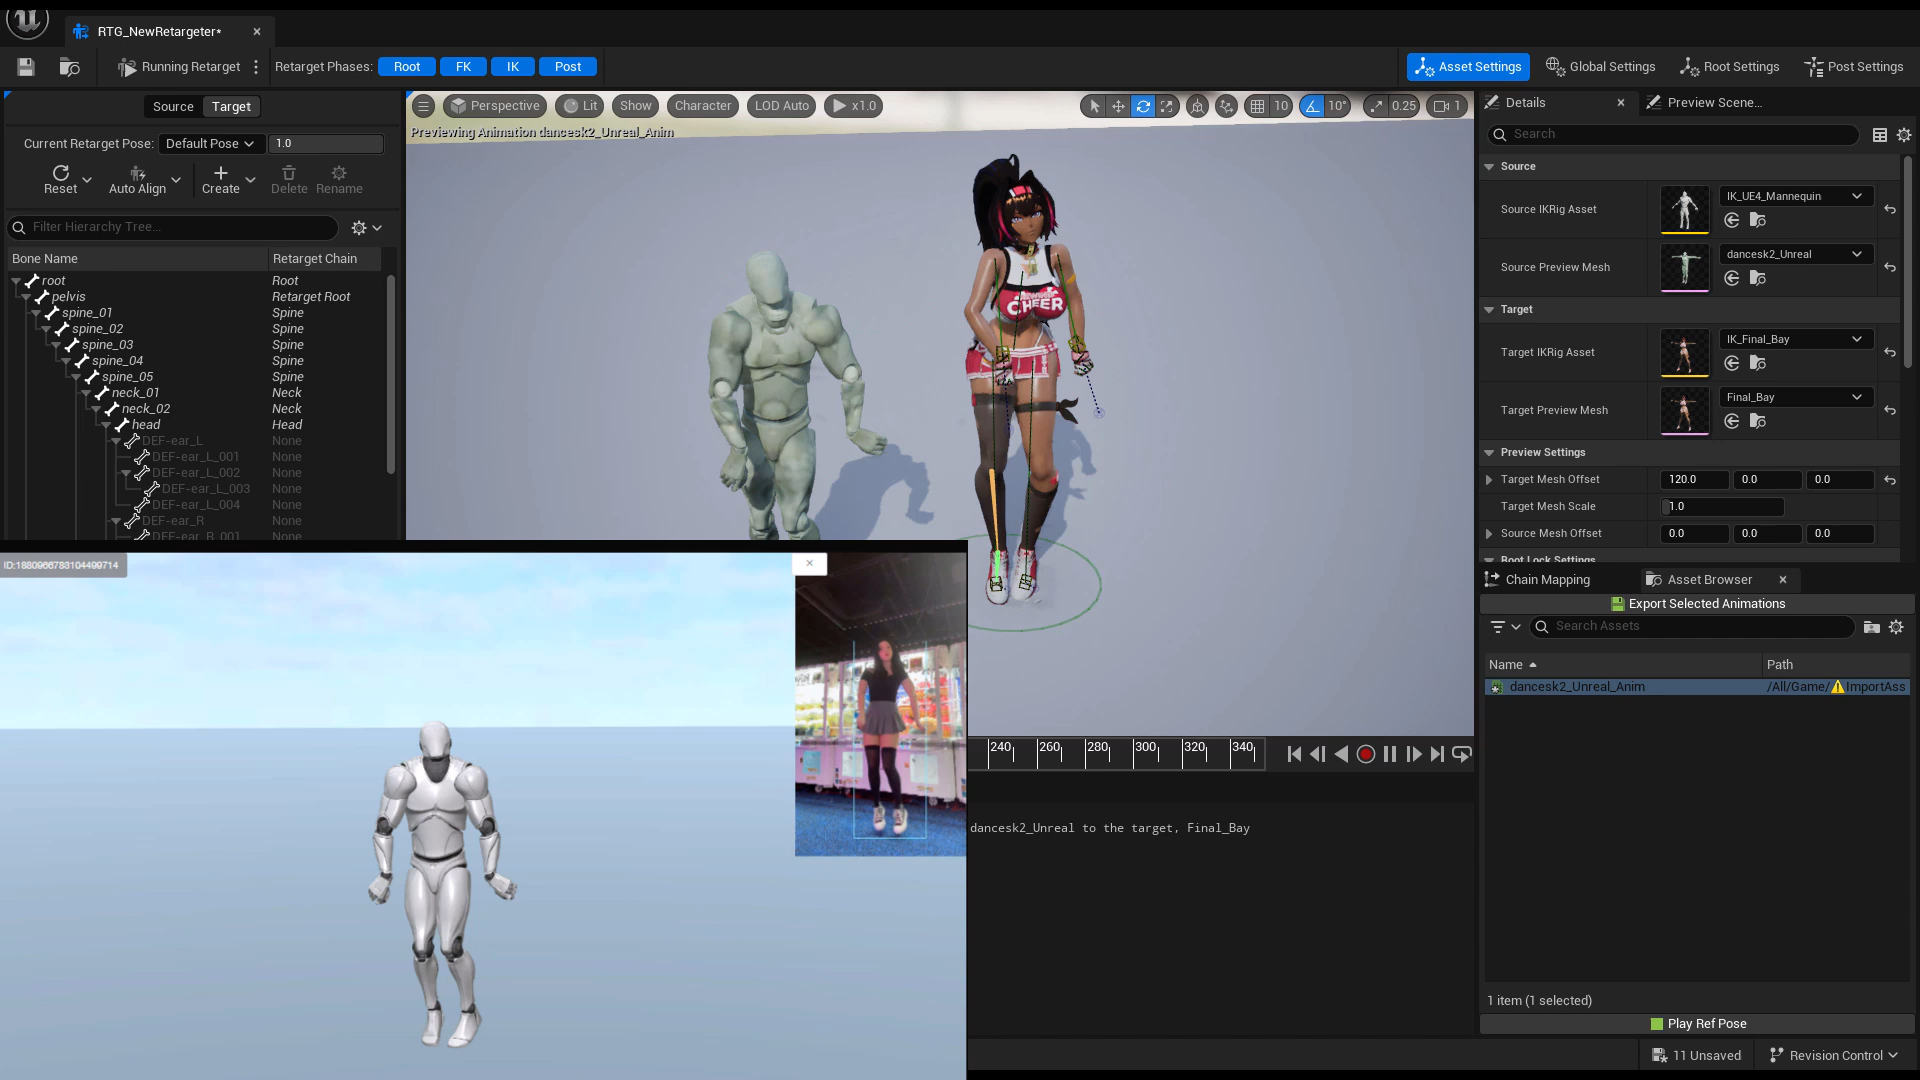 RTG_NewRetargeter*
Running Retarget
Retarget Phases:
Root
FK
IK
Post
Asset Settings
Global Settings
Root Settings
Post Settings
Source
Target
Current Retarget Pose:
Default Pose
1.0
Reset
Auto Align
Create
Delete
Rename
Filter Hierarchy Tree...
Bone Name
Retarget Chain
root
Root
pelvis
Retarget Root
spine_01
Spine
spine_02
Spine
spine_03
Spine
spine_04
Spine
spine_05
Spine
neck_01
Neck
neck_02
Neck
head
Head
DEF-ear_L
None
DEF-ear_L_001
None
DEF-ear_L_002
None
DEF-ear_L_003
None
DEF-ear_L_004
None
DEF-ear_R
None
DEF-ear_R_001
None
Perspective
Lit
Show
Character
LOD Auto
x1.0
10
10°
0.25
1
Previewing Animation dancesk2_Unreal_Anim
CHEER
Details
Preview Scene...
Search
Source
Source IKRig Asset
IK_UE4_Mannequin
Source Preview Mesh
dancesk2_Unreal
Target
Target IKRig Asset
IK_Final_Bay
Target Preview Mesh
Final_Bay
Preview Settings
Target Mesh Offset
120.0
0.0
0.0
Target Mesh Scale
1.0
Source Mesh Offset
0.0
0.0
0.0
Root Lock Settings
Chain Mapping
Asset Browser
Export Selected Animations
Search Assets
Name
Path
dancesk2_Unreal_Anim
/All/Game/
ImportAss
1 item (1 selected)
Play Ref Pose
11 Unsaved
Revision Control
240
260
280
300
320
340
dancesk2_Unreal to the target, Final_Bay
ID:1880966783104499714